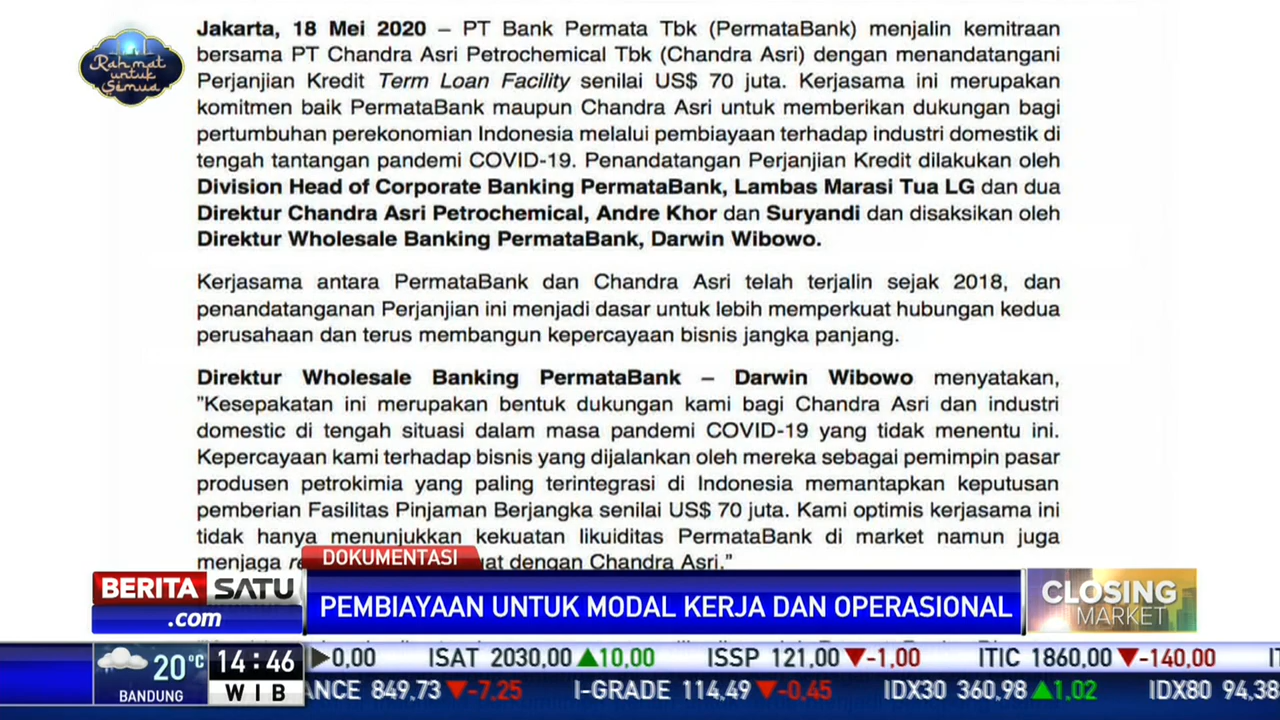 Rahmat
untuk
Semua
Jakarta, 18 Mei 2020 – PT Bank Permata Tbk (PermataBank) menjalin kemitraan
bersama PT Chandra Asri Petrochemical Tbk (Chandra Asri) dengan menandatangani
Perjanjian Kredit Term Loan Facility senilai US$ 70 juta. Kerjasama ini merupakan
komitmen baik PermataBank maupun Chandra Asri untuk memberikan dukungan bagi
pertumbuhan perekonomian Indonesia melalui pembiayaan terhadap industri domestik di
tengah tantangan pandemi COVID-19. Penandatangan Perjanjian Kredit dilakukan oleh
Division Head of Corporate Banking PermataBank, Lambas Marasi Tua LG dan dua
Direktur Chandra Asri Petrochemical, Andre Khor dan Suryandi dan disaksikan oleh
Direktur Wholesale Banking PermataBank, Darwin Wibowo.
Kerjasama antara PermataBank dan Chandra Asri telah terjalin sejak 2018, dan
penandatanganan Perjanjian ini menjadi dasar untuk lebih memperkuat hubungan kedua
perusahaan dan terus membangun kepercayaan bisnis jangka panjang.
Direktur Wholesale Banking PermataBank – Darwin Wibowo menyatakan,
"Kesepakatan ini merupakan bentuk dukungan kami bagi Chandra Asri dan industri
domestic di tengah situasi dalam masa pandemi COVID-19 yang tidak menentu ini.
Kepercayaan kami terhadap bisnis yang dijalankan oleh mereka sebagai pemimpin pasar
produsen petrokimia yang paling terintegrasi di Indonesia memantapkan keputusan
pemberian Fasilitas Pinjaman Berjangka senilai US$ 70 juta. Kami optimis kerjasama ini
tidak hanya menunjukkan kekuatan likuiditas PermataBank di market namun juga
menjaga dengan Chandra Asri."
DOKUMENTASI
BERITA SATU
.com
PEMBIAYAAN UNTUK MODAL KERJA DAN OPERASIONAL
CLOSING
MARKET
20°C
BANDUNG
14:46
WIB
0,00 ISAT 2030,00 ▲10,00 ISSP 121,00 ▼-1,00 ITIC 1860,00 ▼-140,00
ANCE 849,73 ▼-7,25 I-GRADE 114,49 ▼-0,45 IDX30 360,98 ▲1,02 IDX80 94,38